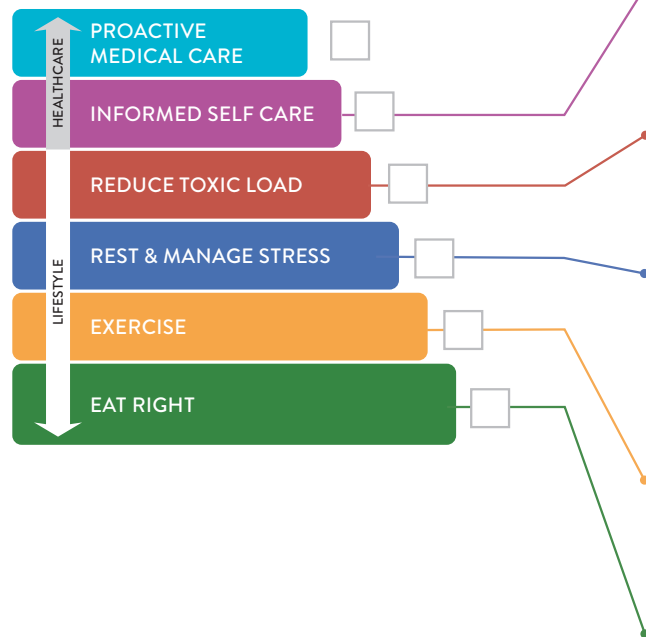 HEALTHCARE
PROACTIVE
MEDICAL CARE
INFORMED SELF CARE
REDUCE TOXIC LOAD
LIFESTYLE
REST & MANAGE STRESS
EXERCISE
EAT RIGHT